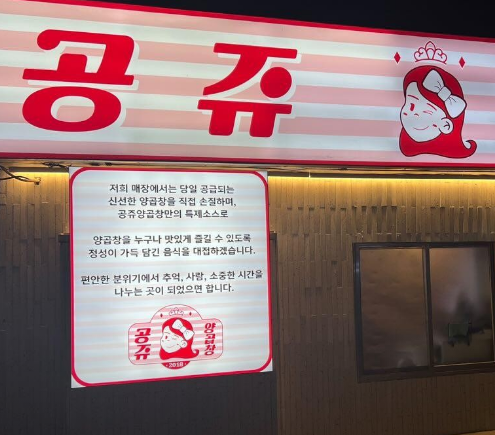 공쥬
저희 매장에서는 당일 공급되는
신선한 양곱창을 직접 손질하며,
공쥬양곱창만의 특제소스로
양곱창을 누구나 맛있게 즐길 수 있도록
정성이 가득 담긴 음식을 대접하겠습니다.
편안한 분위기에서 추억, 사람, 소중한 시간을
나누는 곳이 되었으면 합니다.
공쥬 양곱창
2018